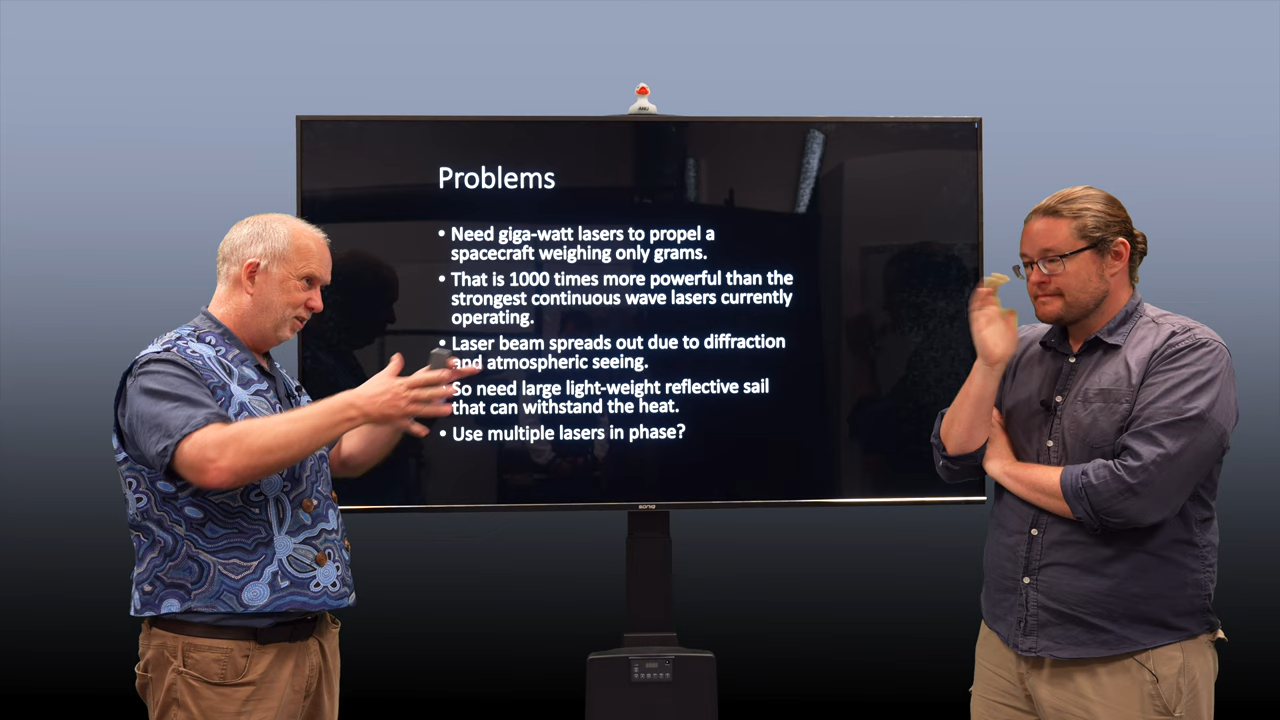 Problems
• Need giga-watt lasers to propel a
spacecraft weighing only grams.
• That is 1000 times more powerful than the
strongest continuous wave lasers currently
operating.
• Laser beam spreads out due to diffraction
and atmospheric seeing.
• So need large light-weight reflective sail
that can withstand the heat.
• Use multiple lasers in phase?
soniq